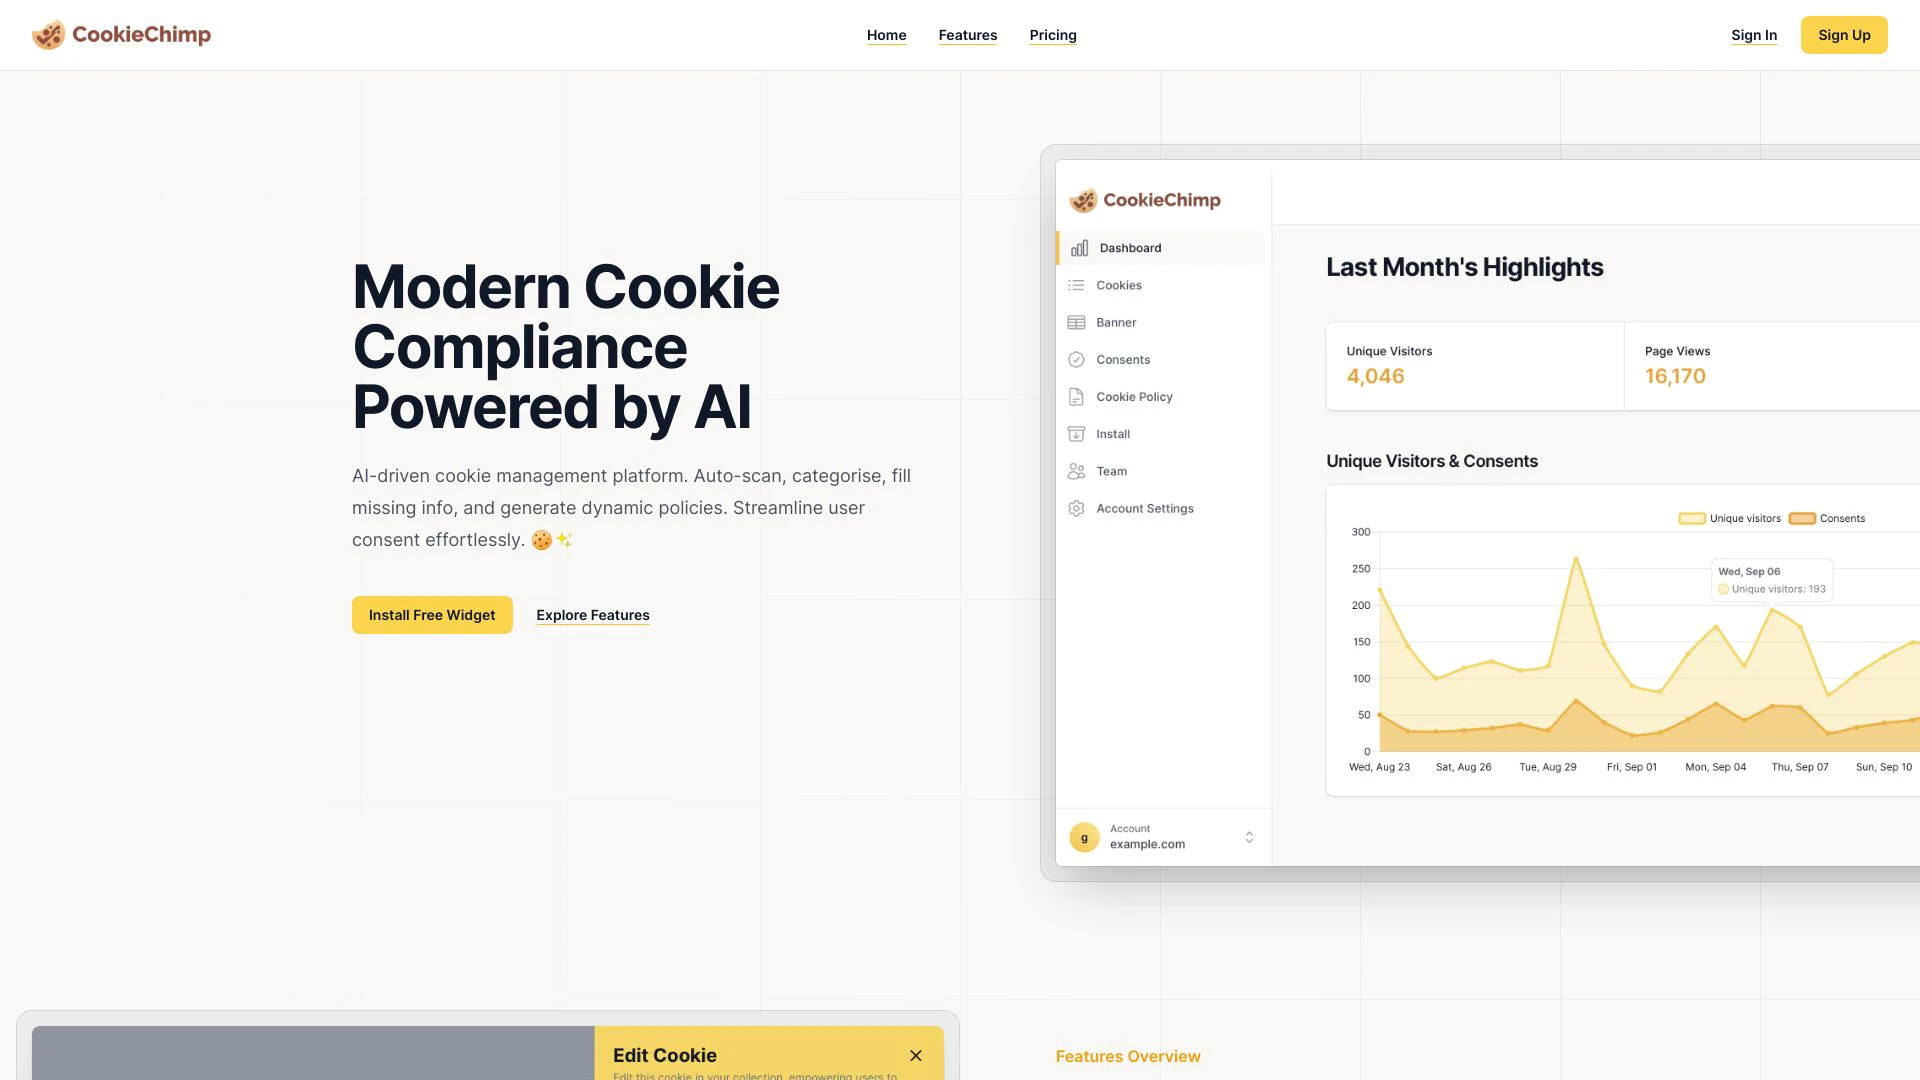 CookieChimp
Home
Features
Pricing
Sign In
Sign Up
Modern Cookie
Compliance
Powered by AI
AI-driven cookie management platform. Auto-scan, categorise, fill
missing info, and generate dynamic policies. Streamline user
consent effortlessly. 🍪✨
Install Free Widget
Explore Features
CookieChimp
Dashboard
Cookies
Banner
Consents
Cookie Policy
Install
Team
Account Settings
g
Account
example.com
Last Month's Highlights
Unique Visitors
4,046
Page Views
16,170
Unique Visitors & Consents
Unique visitors
Consents
300
250
200
150
100
50
0
Wed, Sep 06
Unique visitors: 193
Wed, Aug 23
Sat, Aug 26
Tue, Aug 29
Fri, Sep 01
Mon, Sep 04
Thu, Sep 07
Sun, Sep 10
Edit Cookie
Edit this cookie in your collection, empowering users to
Features Overview